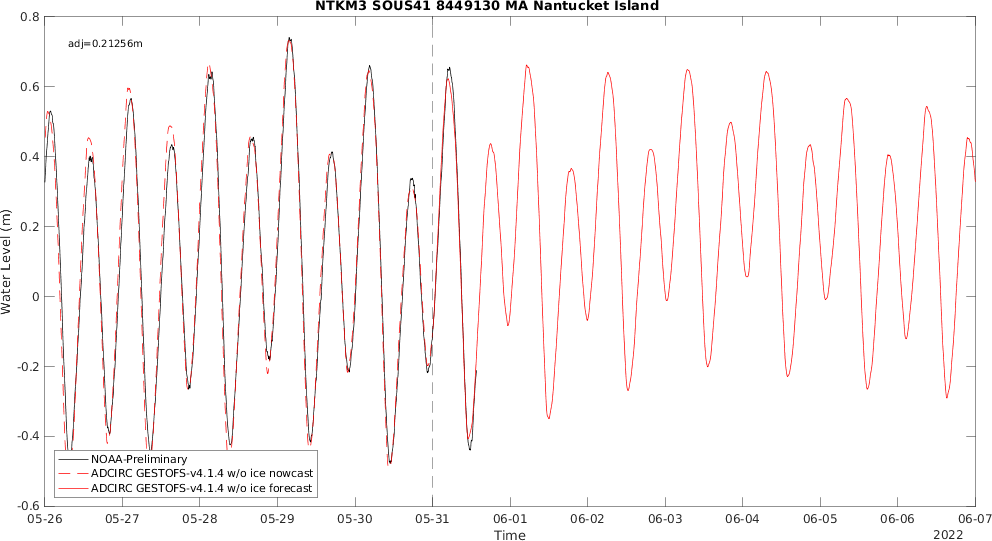 NTKM3 SOUS41 8449130 MA Nantucket Island
adj=0.21256m
Water Level (m)
0.8
0.6
0.4
0.2
0
-0.2
-0.4
-0.6
NOAA-Preliminary
ADCIRC GESTOFS-v4.1.4 w/o ice nowcast
ADCIRC GESTOFS-v4.1.4 w/o ice forecast
05-26 05-27 05-28 05-29 05-30 05-31 06-01 06-02 06-03 06-04 06-05 06-06 06-07
Time
2022